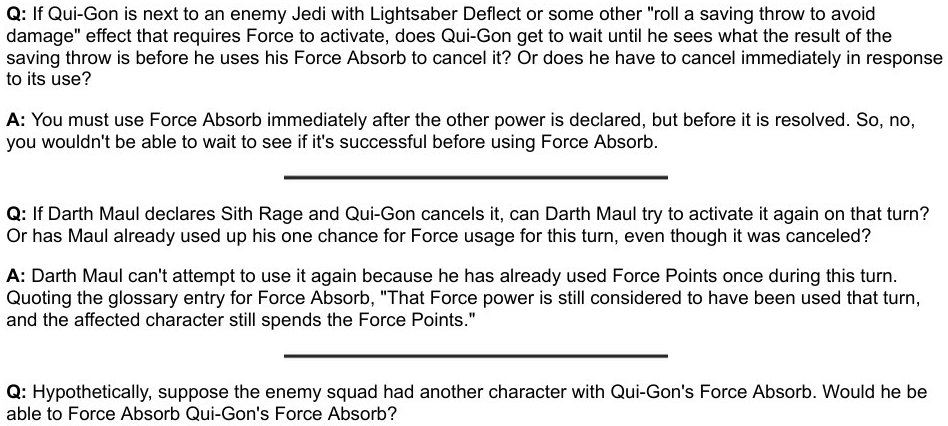 Q: If Qui-Gon is next to an enemy Jedi with Lightsaber Deflect or some other "roll a saving throw to avoid
damage" effect that requires Force to activate, does Qui-Gon get to wait until he sees what the result of the
saving throw is before he uses his Force Absorb to cancel it? Or does he have to cancel immediately in response
to its use?
A: You must use Force Absorb immediately after the other power is declared, but before it is resolved. So, no,
you wouldn't be able to wait to see if it's successful before using Force Absorb.
Q: If Darth Maul declares Sith Rage and Qui-Gon cancels it, can Darth Maul try to activate it again on that turn?
Or has Maul already used up his one chance for Force usage for this turn, even though it was canceled?
A: Darth Maul can't attempt to use it again because he has already used Force Points once during this turn.
Quoting the glossary entry for Force Absorb, "That Force power is still considered to have been used that turn,
and the affected character still spends the Force Points."
Q: Hypothetically, suppose the enemy squad had another character with Qui-Gon's Force Absorb. Would he be
able to Force Absorb Qui-Gon's Force Absorb?